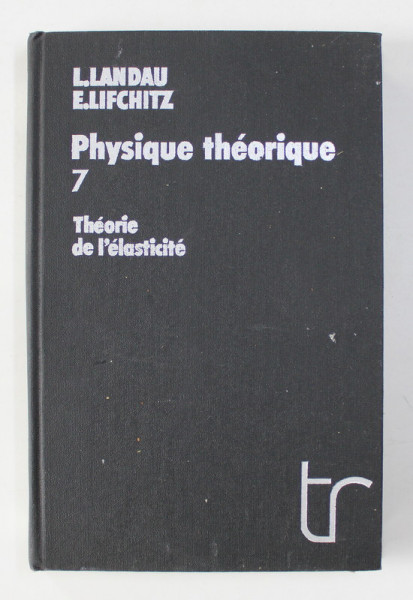 L.LANDAU
E.LIFCHITZ
Physique théorique
7
Théorie
de l'élasticité
tr